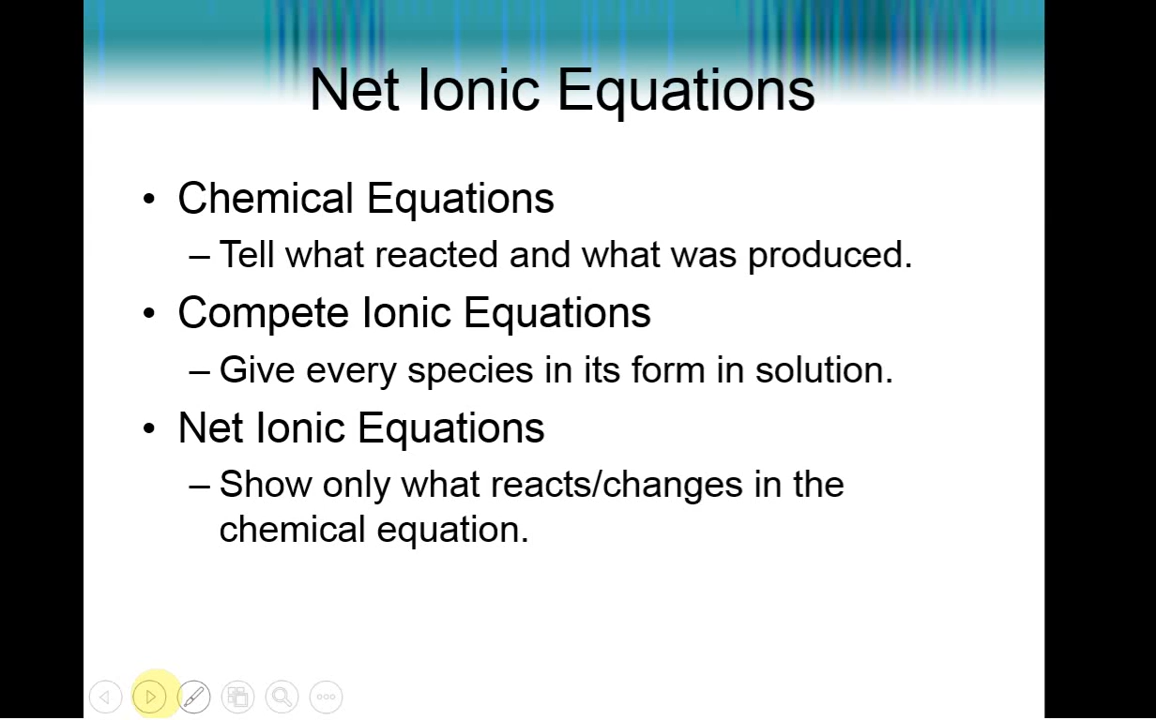 Net Ionic Equations
• Chemical Equations
– Tell what reacted and what was produced.
• Compete Ionic Equations
– Give every species in its form in solution.
• Net Ionic Equations
– Show only what reacts/changes in the
chemical equation.